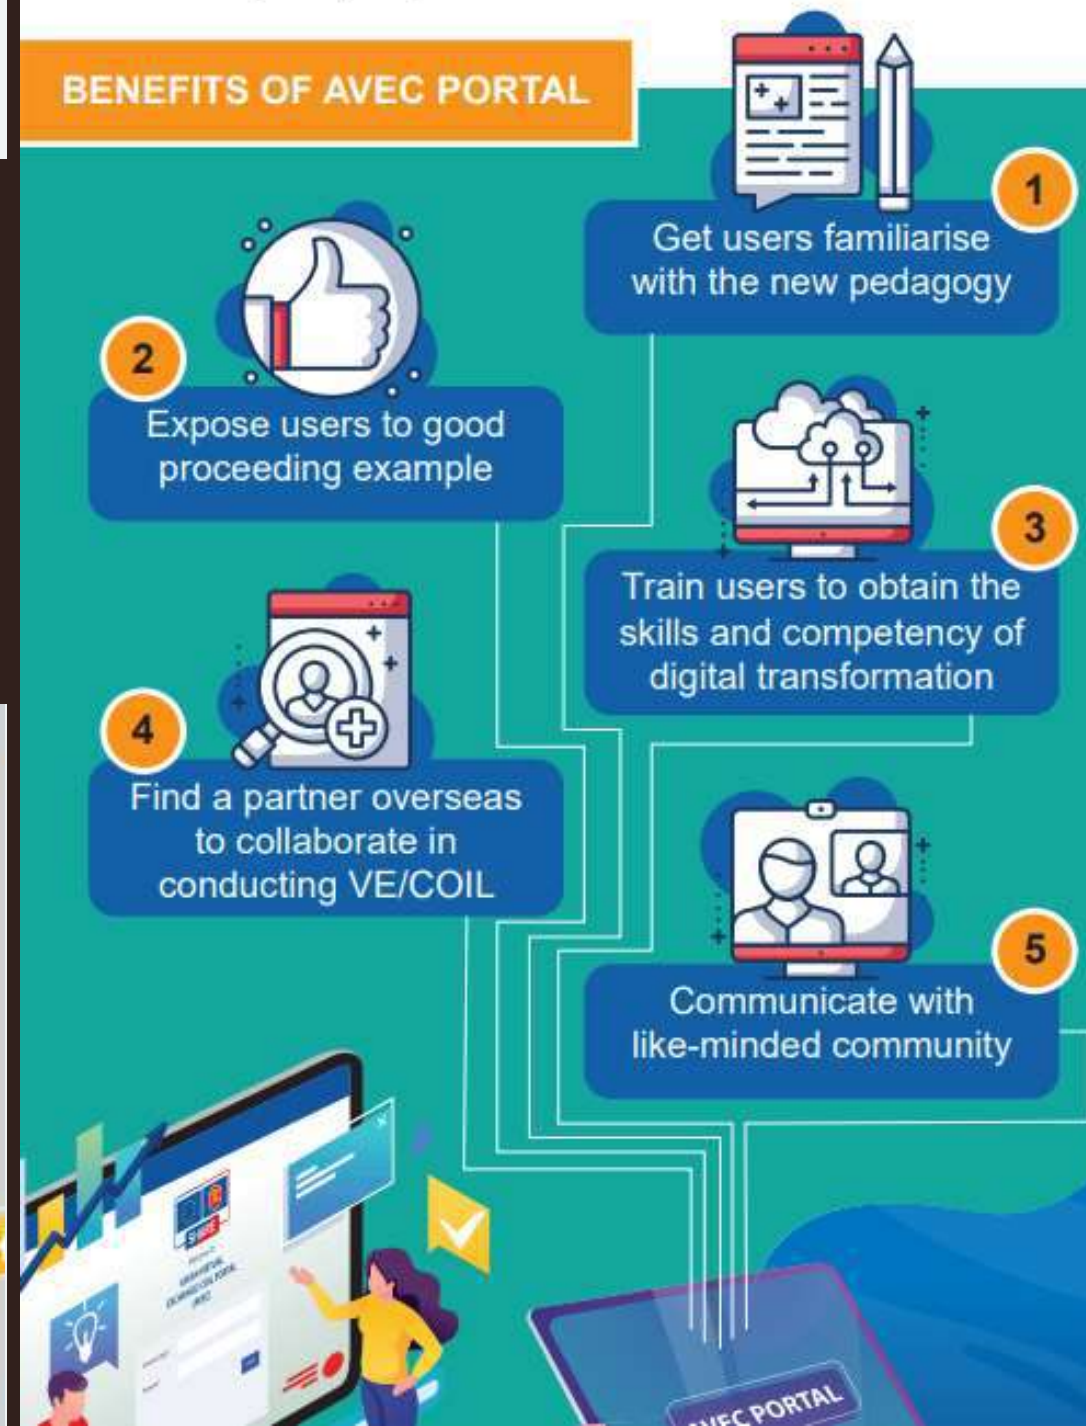 BENEFITS OF AVEC PORTAL
1
Get users familiarise
with the new pedagogy
2
Expose users to good
proceeding example
3
Train users to obtain the
skills and competency of
digital transformation
4
Find a partner overseas
to collaborate in
conducting VE/COIL
5
Communicate with
like-minded community
SHARE
AVEC PORTAL